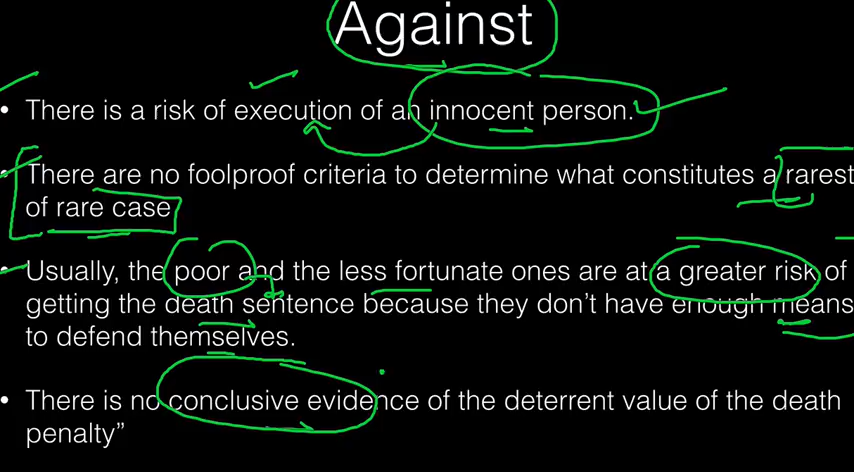 Against
• There is a risk of execution of an innocent person.
• There are no foolproof criteria to determine what constitutes a rarest
of rare case
• Usually, the poor and the less fortunate ones are at a greater risk of
getting the death sentence because they don't have enough means
to defend themselves.
• There is no conclusive evidence of the deterrent value of the death
penalty”